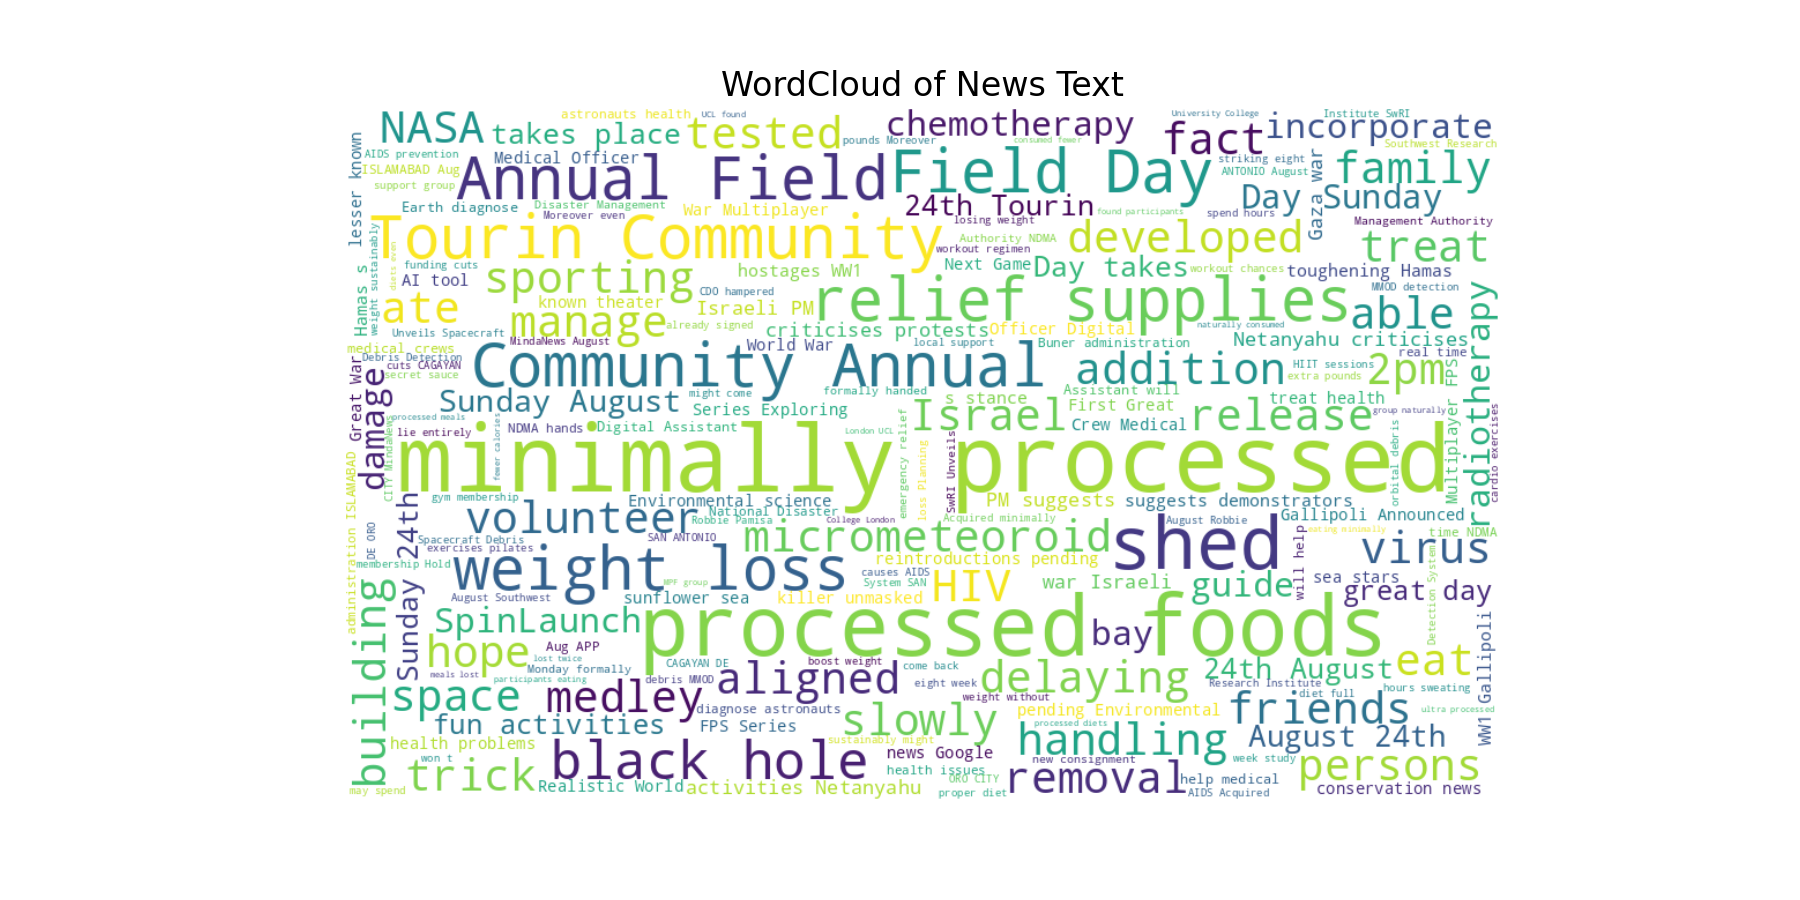 WordCloud of News Text
NASA
takes place
astronauts health
UCL found
tested
pounds Moreover
chemotherapy
consumed fewer
University College
fact
Institute SwRI
incorporate
Southwest Research
AIDS prevention
Medical Officer
ISLAMABAD Aug
support group
Annual Field
Field Day
striking eight
ANTONIO August
family
lesser known
Earth diagnose
Disaster Management
Moreover even
War Multiplayer
24th Tourin
losing weight
found participants
spend hours
Day Sunday
Gaza war
Management Authority
Tourin Community
Authority NDMA
workout regimen
developed
treat
weight sustainably
diets even
funding cuts
AI tool
sporting
hostages WW1
Next Game
Day takes
workout chances
toughening Hamas
Hamas s
ate
known theater
CDO hampered
Israeli PM
relief supplies
MMOD detection
able
radiotherapy
Unveils Spacecraft
manage
already signed
criticises protests
Officer Digital
naturally consumed
medical crews
MindaNews August
World War
local support
Buner administration
Netanyahu criticises
Debris Detection
cuts CAGAYAN
secret sauce
Community Annual
addition
HIIT sessions
real time
extra pounds
2pm
Great War
damage
Sunday August
might come
formally handed
s stance
Assistant will
First Great
treat health
Multiplayer FPS
processed meals
lie entirely
NDMA hands
Digital Assistant
Series Exploring
London UCL
Israel
Crew Medical
release
group naturally
cardio exercises
CITY MindaNews
fewer calories
minimally processed
emergency relief
loss Planning
SwRI Unveils
orbital debris
administration ISLAMABAD
gym membership
Environmental science
PM suggests
suggests demonstrators
Sunday 24th
volunteer
National Disaster
Robbie Pamisa
College London
Acquired minimally
August Robbie
Gallipoli Announced
DE ORO
Spacecraft Debris
exercises pilates
SAN ANTONIO
micrometeoroid
shed
eating minimally
time NDMA
membership Hold
weight loss
reintroductions pending
virus
causes AIDS
MPF group
System SAN
HIV
war Israeli
guide
will help
sea stars
Detection System
building
August Southwest
sunflower sea
killer unmasked
great day
SpinLaunch
processed foods
bay
WW1 Gallipoli
hope
Aug APP
lost twice
Monday formally
meals lost
participants eating
CAGAYAN DE
boost weight
come back
debris MMOD
aligned
eight week
delaying
24th August
eat
Research Institute
diet full
hours sweating
space
medley
diagnose astronauts
weight without
pending Environmental
friends
ultra processed
fun activities
FPS Series
slowly
processed diets
handling
August 24th
health problems
won t
black hole
sustainably might
news Google
new consignment
week study
persons
trick
health issues
may spend
Realistic World
activities Netanyahu
ORO CITY
proper diet
removal
help medical
AIDS Acquired
conservation news